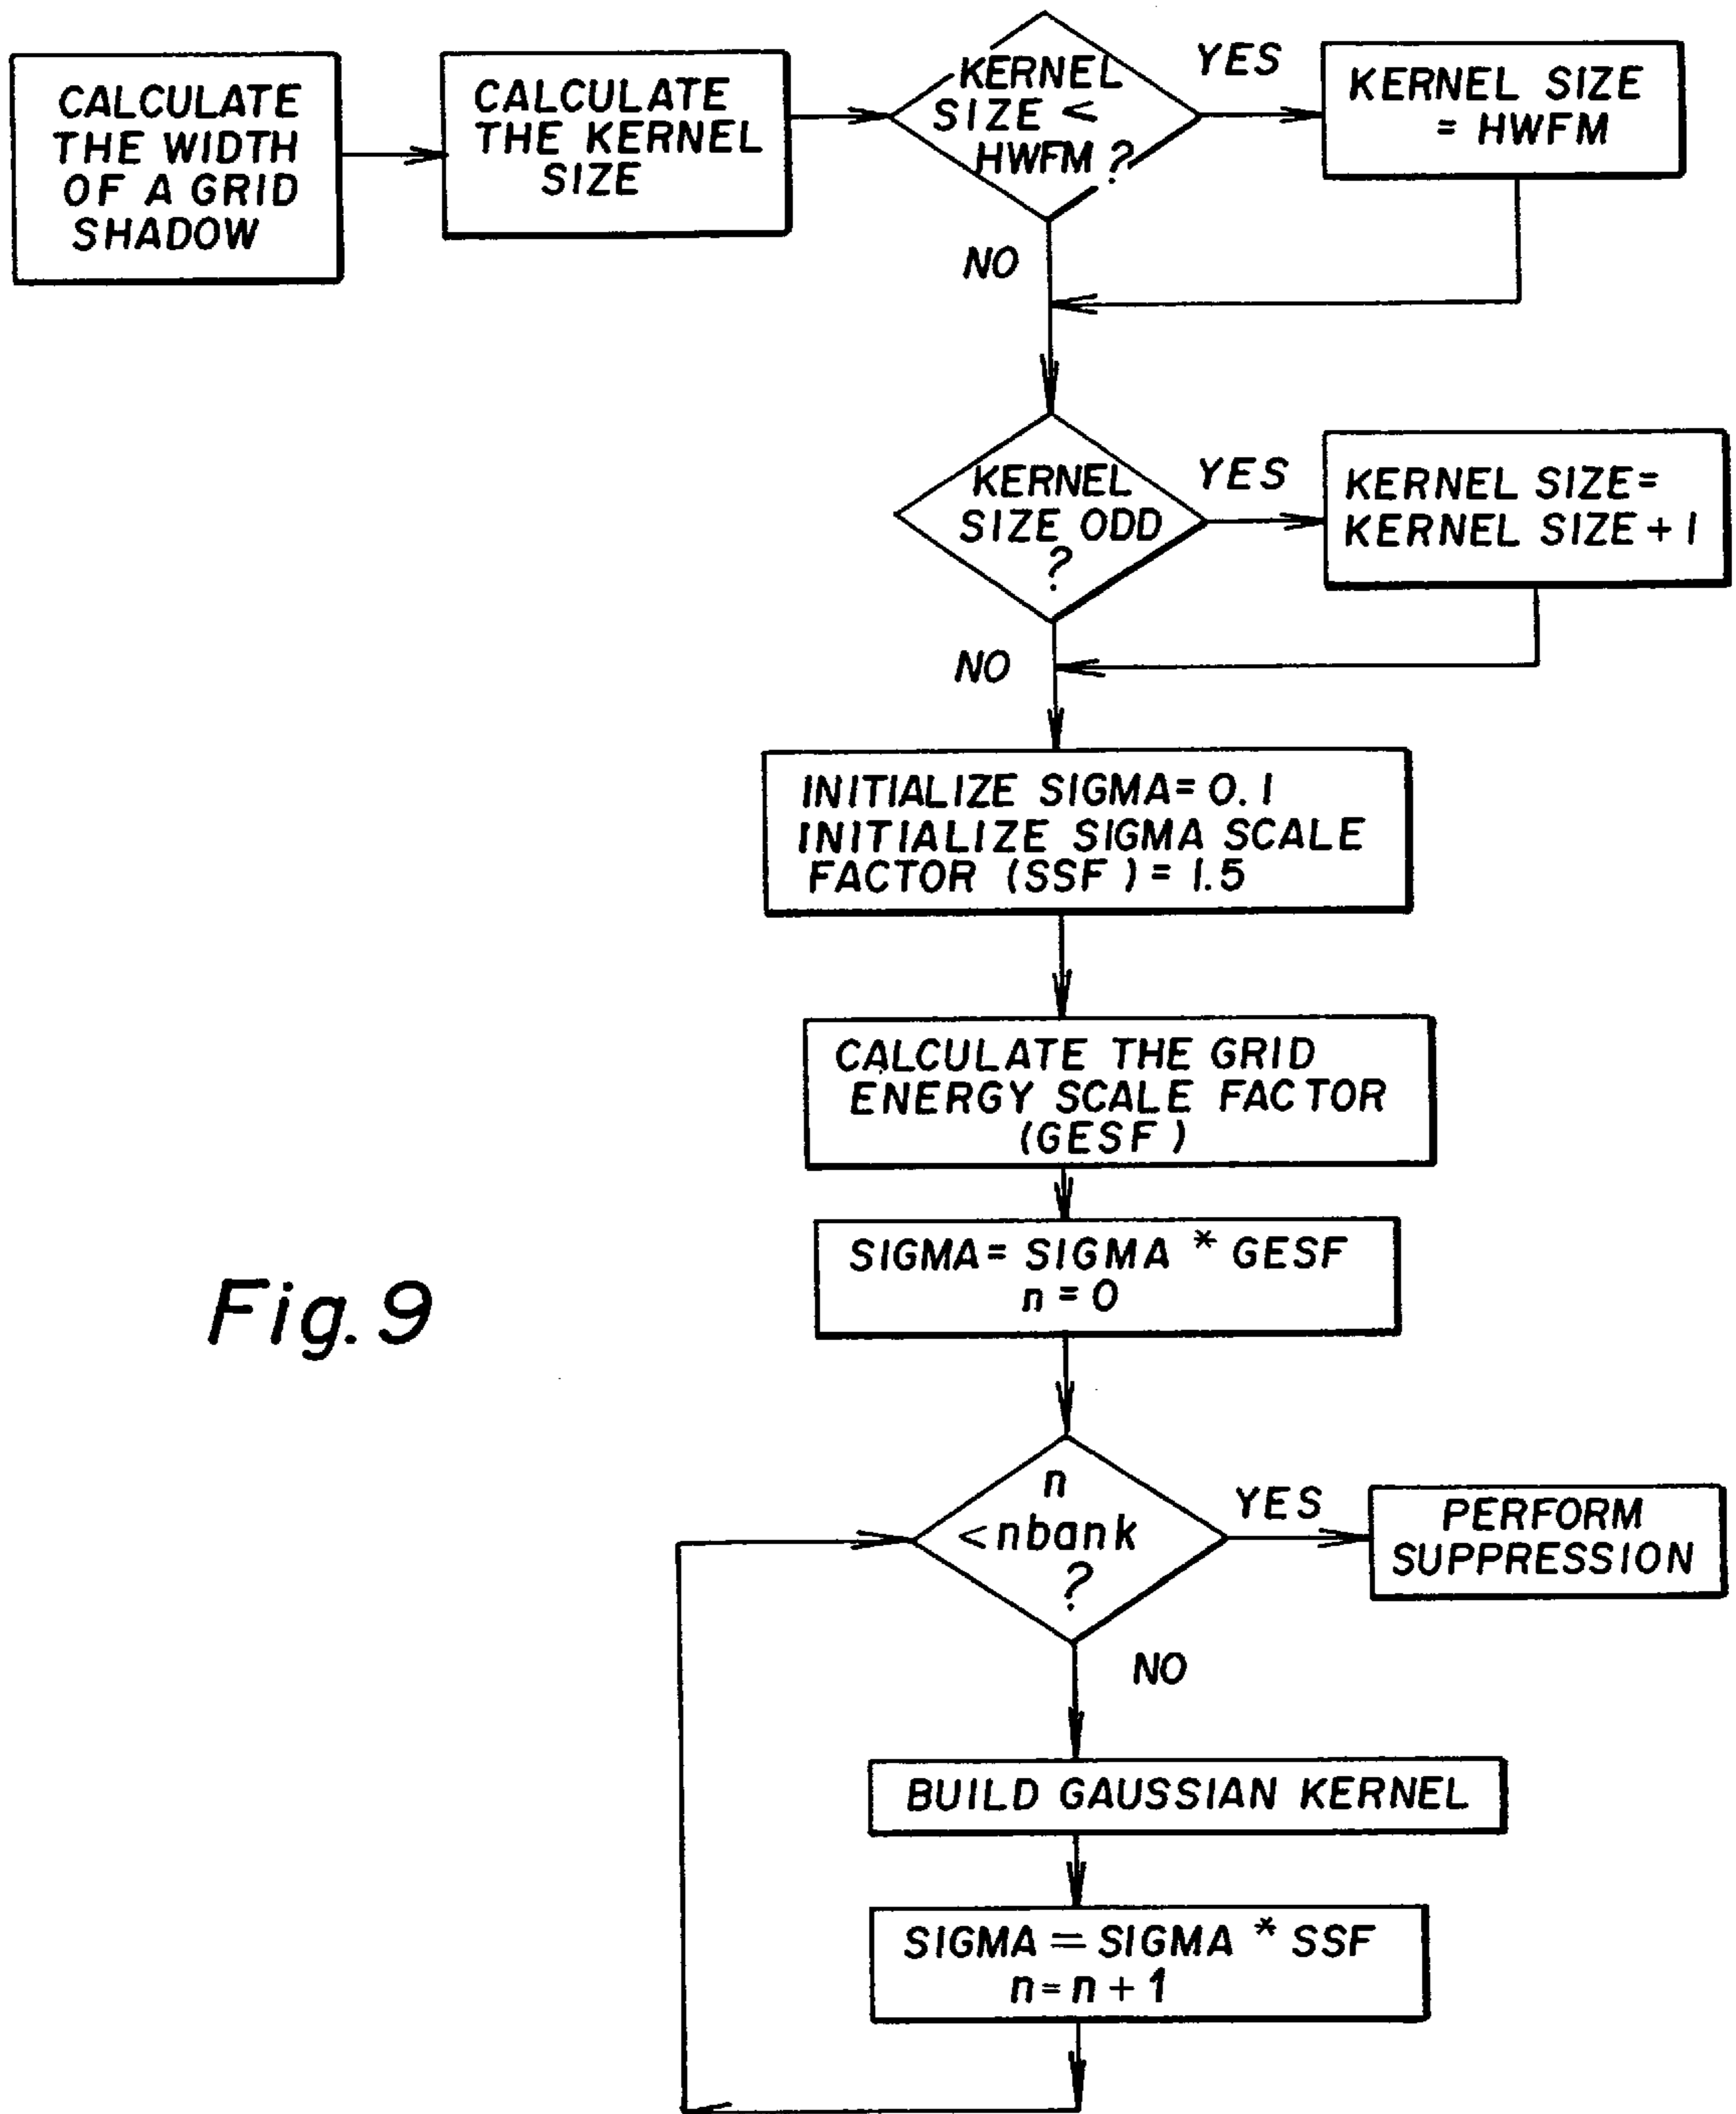 CALCULATE
THE WIDTH
OF A GRID
SHADOW
CALCULATE
THE KERNEL
SIZE
KERNEL
SIZE <
HWFM ?
YES
KERNEL SIZE
= HWFM
NO
KERNEL
SIZE ODD
?
YES
KERNEL SIZE=
KERNEL SIZE + 1
NO
INITIALIZE SIGMA= 0.1
INITIALIZE SIGMA SCALE
FACTOR (SSF) = 1.5
CALCULATE THE GRID
ENERGY SCALE FACTOR
(GESF)
SIGMA= SIGMA * GESF
n = 0
Fig. 9
n
< nbank
?
YES
PERFORM
SUPPRESSION
NO
BUILD GAUSSIAN KERNEL
SIGMA = SIGMA * SSF
n = n + 1